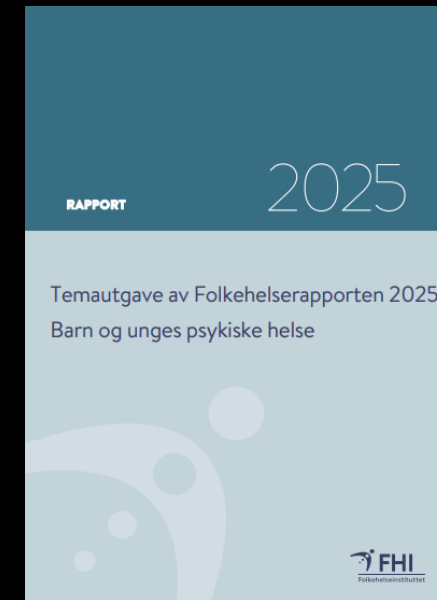 RAPPORT
2025
Temautgave av Folkehelserapporten 2025
Barn og unges psykiske helse
FHI
Folkehelseinstituttet